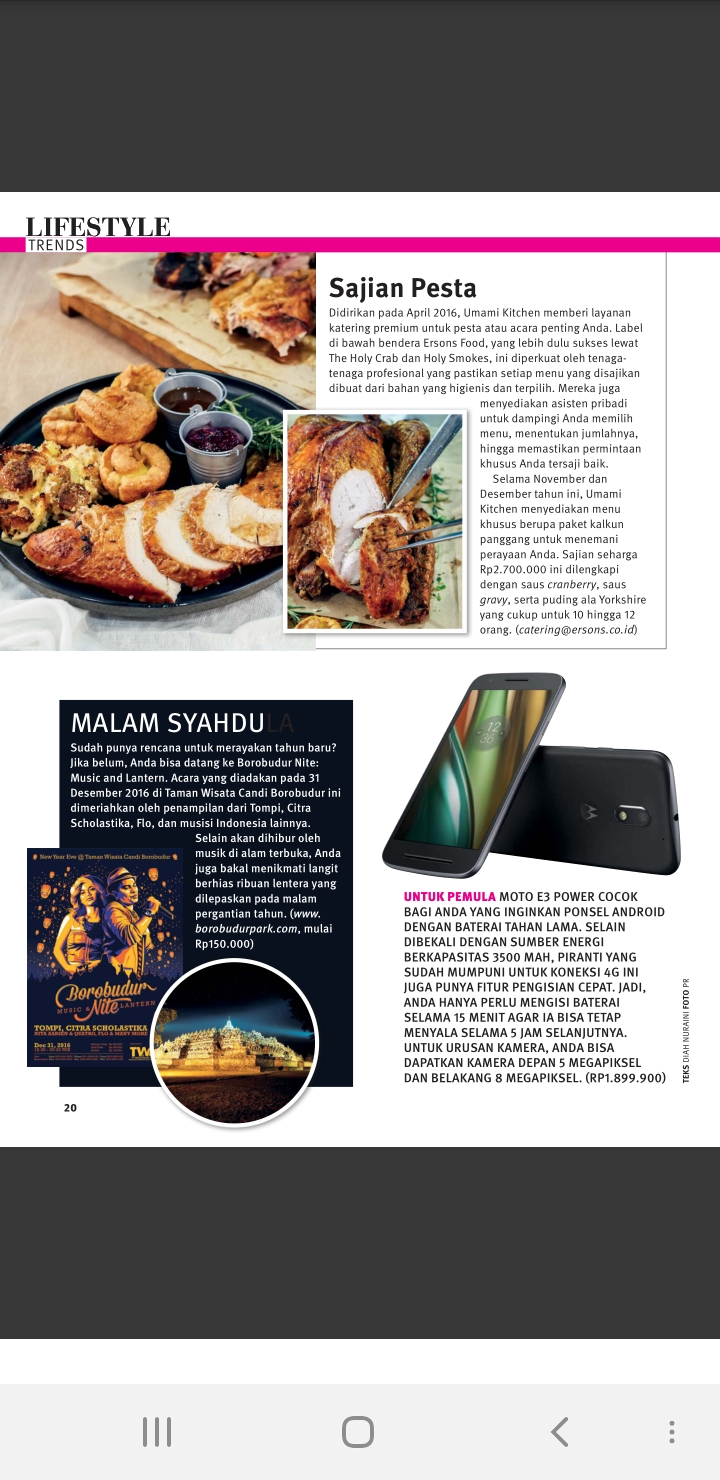 LIFESTYLE
TRENDS
Sajian Pesta
Didirikan pada April 2016, Umami Kitchen memberi layanan
katering premium untuk pesta atau acara penting Anda. Label
di bawah bendera Ersons Food, yang lebih dulu sukses lewat
The Holy Crab dan Holy Smokes, ini diperkuat oleh tenaga-
tenaga profesional yang pastikan setiap menu yang disajikan
dibuat dari bahan yang higienis dan terpilih. Mereka juga
menyediakan asisten pribadi
untuk dampingi Anda memilih
menu, menentukan jumlahnya,
hingga memastikan permintaan
khusus Anda tersaji baik.
Selama November dan
Desember tahun ini, Umami
Kitchen menyediakan menu
khusus berupa paket kalkun
panggang untuk menemani
perayaan Anda. Sajian seharga
Rp2.700.000 ini dilengkapi
dengan saus cranberry, saus
gravy, serta puding ala Yorkshire
yang cukup untuk 10 hingga 12
orang. (catering@ersons.co.id)
MALAM SYAHDULA
Sudah punya rencana untuk merayakan tahun baru?
Jika belum, Anda bisa datang ke Borobudur Nite:
Music and Lantern. Acara yang diadakan pada 31
Desember 2016 di Taman Wisata Candi Borobudur ini
dimeriahkan oleh penampilan dari Tompi, Citra
Scholastika, Flo, dan musisi Indonesia lainnya.
Selain akan dihibur oleh
musik di alam terbuka, Anda
juga bakal menikmati langit
berhias ribuan lentera yang
dilepaskan pada malam
pergantian tahun. (www.
borobudurpark.com, mulai
Rp150.000)
New Year Eve @ Taman Wisata Candi Borobudur
Borobudur
MUSIC & Nite LANTERN
TOMPI, CITRA SCHOLASTIKA
RITA &QUATRO, FLO & MANY MORE
Dec 31, 2016
TW
12
36
UNTUK PEMULA MOTO E3 POWER COCOK
BAGI ANDA YANG INGINKAN PONSEL ANDROID
DENGAN BATERAI TAHAN LAMA. SELAIN
DIBEKALI DENGAN SUMBER ENERGI
BERKAPASITAS 3500 MAH, PIRANTI YANG
SUDAH MUMPUNI UNTUK KONEKSI 4G INI
JUGA PUNYA FITUR PENGISIAN CEPAT. JADI,
ANDA HANYA PERLU MENGISI BATERAI
SELAMA 15 MENIT AGAR IA BISA TETAP
MENYALA SELAMA 5 JAM SELANJUTNYA.
UNTUK URUSAN KAMERA, ANDA BISA
DAPATKAN KAMERA DEPAN 5 MEGAPIKSEL
DAN BELAKANG 8 MEGAPIKSEL. (RP1.899.900)
TEKS DIAH NURAINI FOTO PR
20